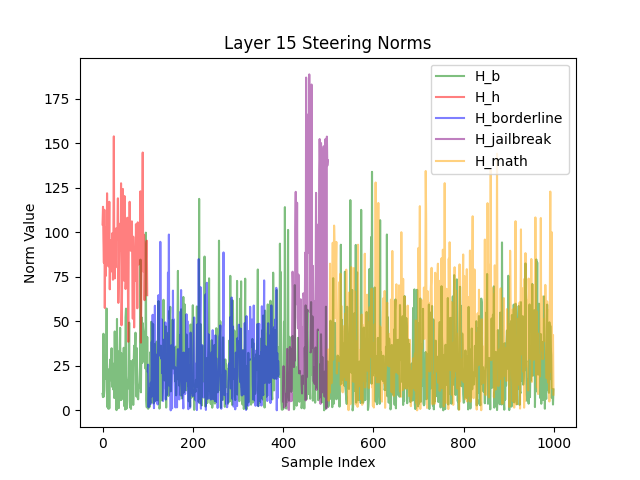 Layer 15 Steering Norms
H_b
H_h
H_borderline
H_jailbreak
H_math
Norm Value
175
150
125
100
75
50
25
0
0 200 400 600 800 1000
Sample Index